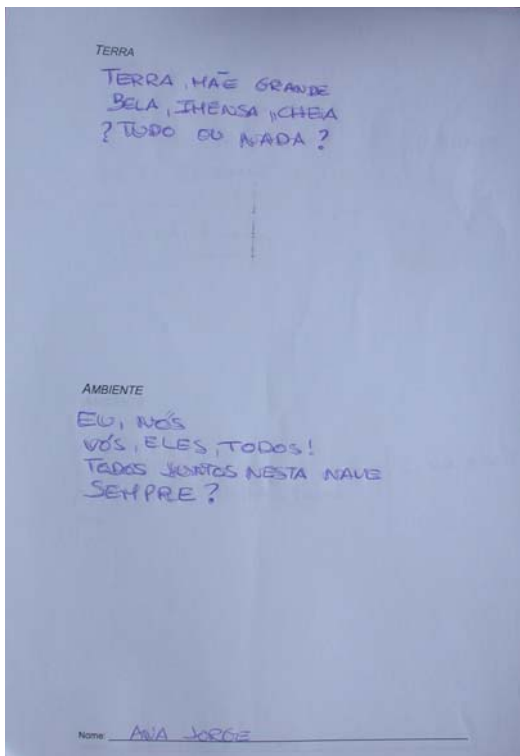 TERRA
TERRA, MÃE GRANDE
BELA, IMENSA, CHEIA
? TUDO OU NADA ?
AMBIENTE
EU, NÓS
VÓS, ELES, TODOS!
TODOS JUNTOS NESTA NAVE
SEMPRE?
Nome: ANA JORGE